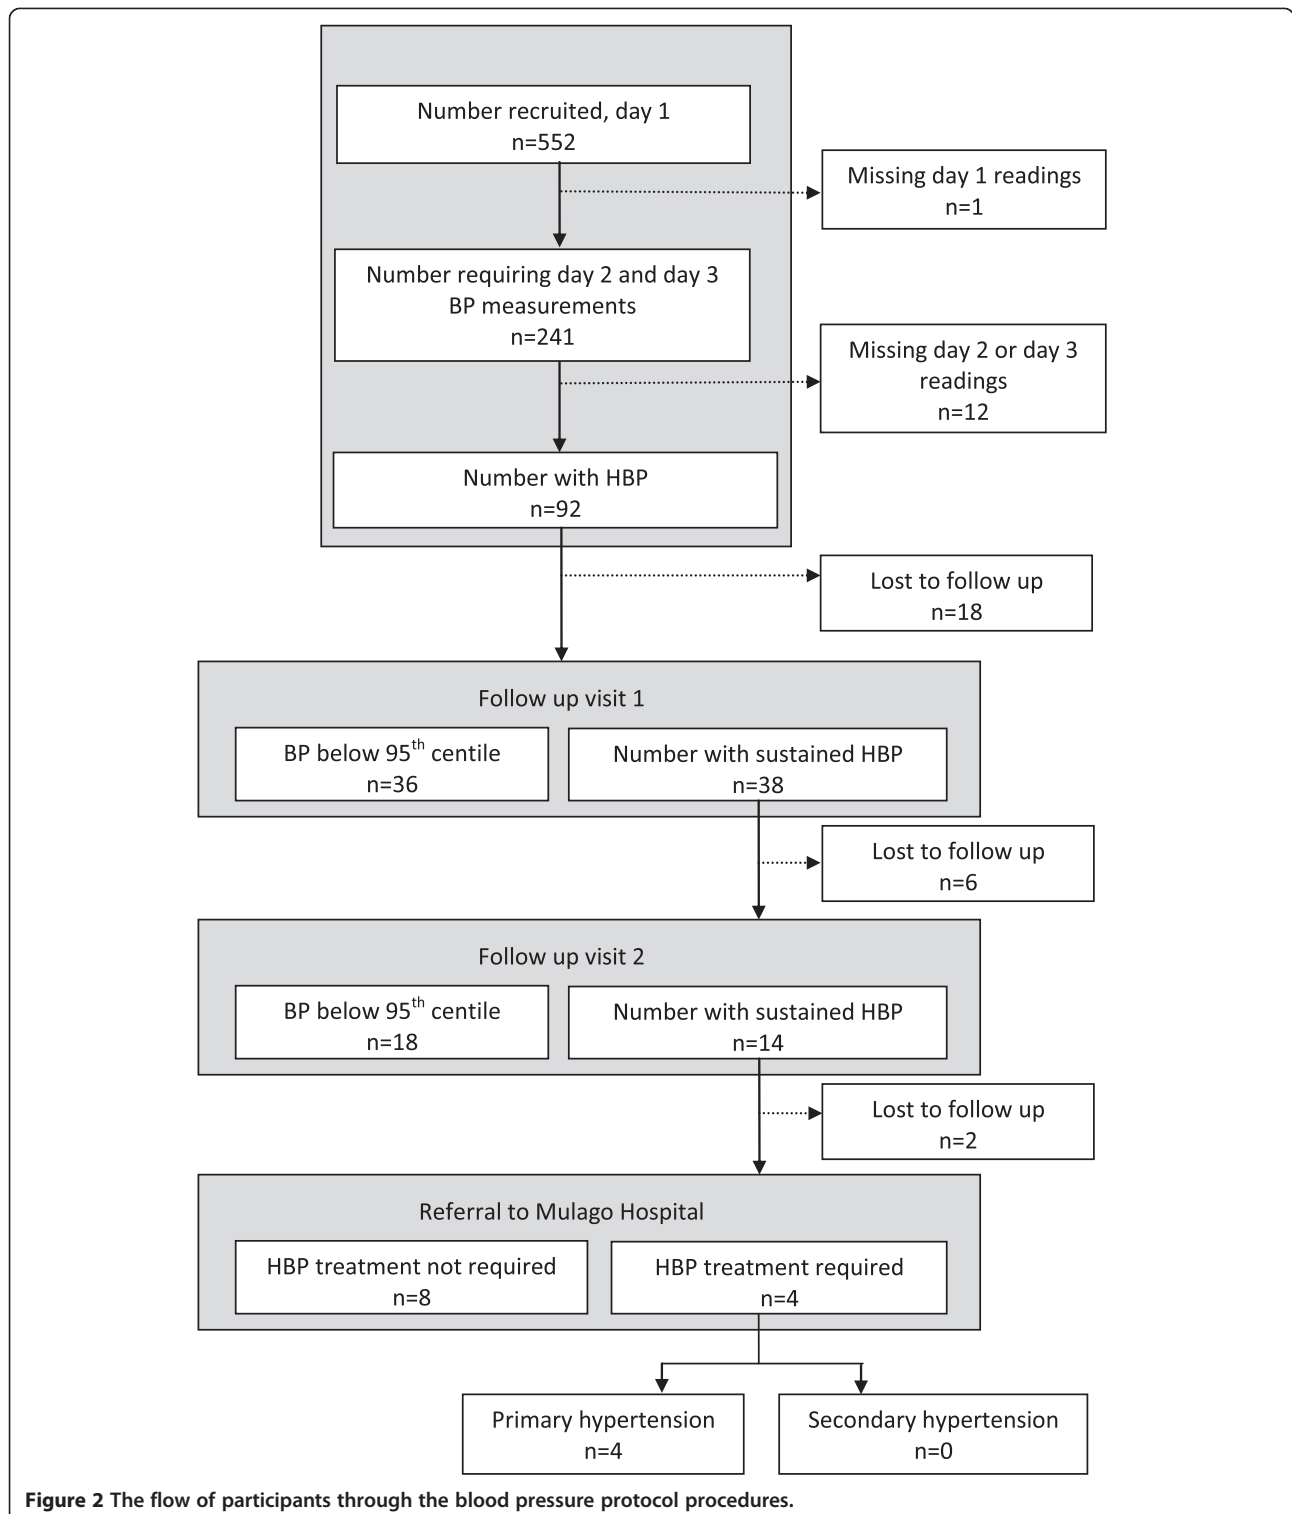 Number recruited, day 1
n=552
Missing day 1 readings
n=1
Number requiring day 2 and day 3
BP measurements
n=241
Missing day 2 or day 3
readings
n=12
Number with HBP
n=92
Lost to follow up
n=18
Follow up visit 1
BP below 95th centile
n=36
Number with sustained HBP
n=38
Lost to follow up
n=6
Follow up visit 2
BP below 95th centile
n=18
Number with sustained HBP
n=14
Lost to follow up
n=2
Referral to Mulago Hospital
HBP treatment not required
n=8
HBP treatment required
n=4
Primary hypertension
n=4
Secondary hypertension
n=0
Figure 2 The flow of participants through the blood pressure protocol procedures.